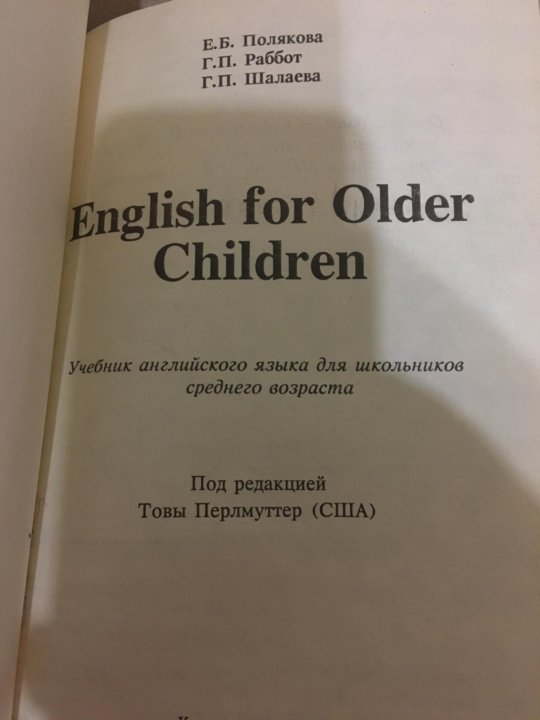 Е.Б. Полякова
Г.П. Раббот
Г.П. Шалаева
English for Older
Children
Учебник английского языка для школьников
среднего возраста
Под редакцией
Товы Перлмуттер (США)